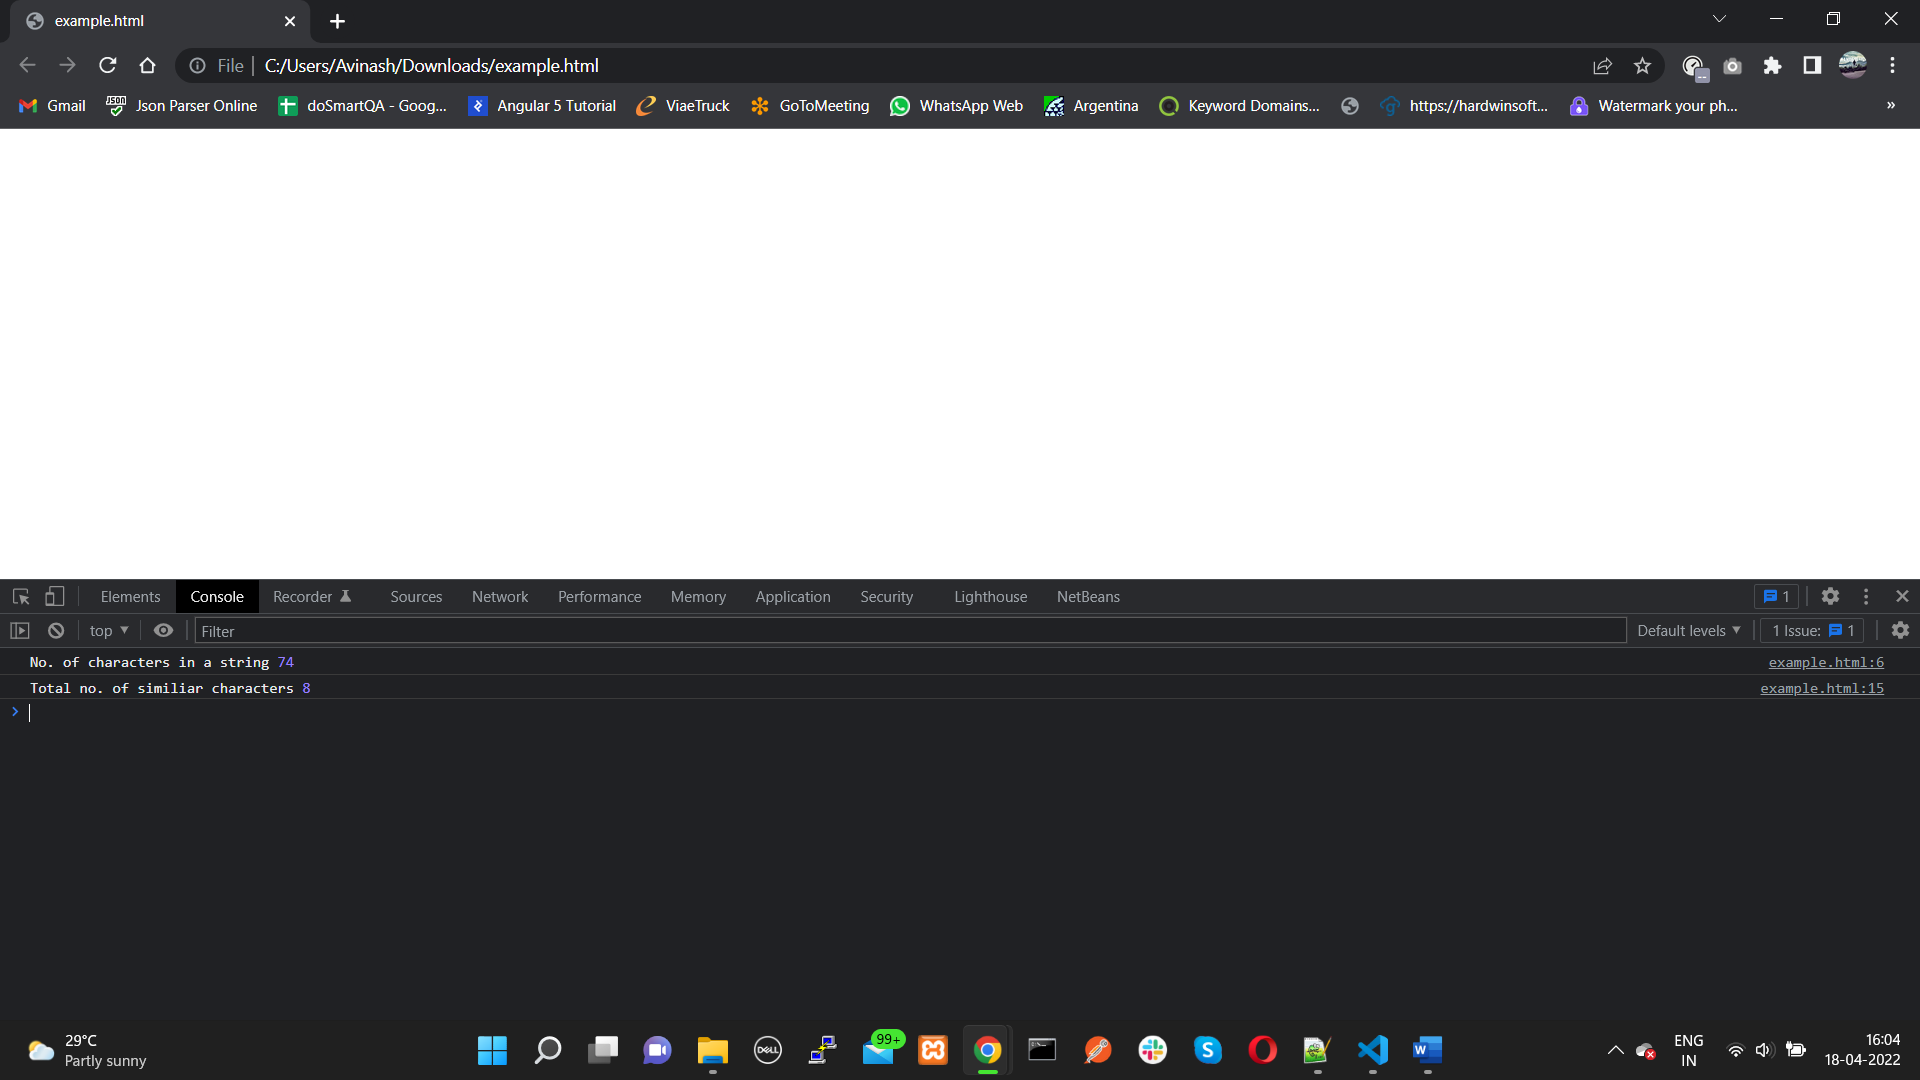 example.html
File
C:/Users/Avinash/Downloads/example.html
Gmail
JSON
Json Parser Online
doSmartQA - Goog...
Angular 5 Tutorial
ViaeTruck
GoToMeeting
WhatsApp Web
Argentina
Keyword Domains...
https://hardwinsoft...
Watermark your ph...
»
Elements
Console
Recorder
Sources
Network
Performance
Memory
Application
Security
Lighthouse
NetBeans
1
top
Filter
Default levels
1 Issue: 1
No. of characters in a string 74
example.html:6
Total no. of similiar characters 8
example.html:15
29°C
Partly sunny
DELL
99+
S
W
ENG
IN
16:04
18-04-2022